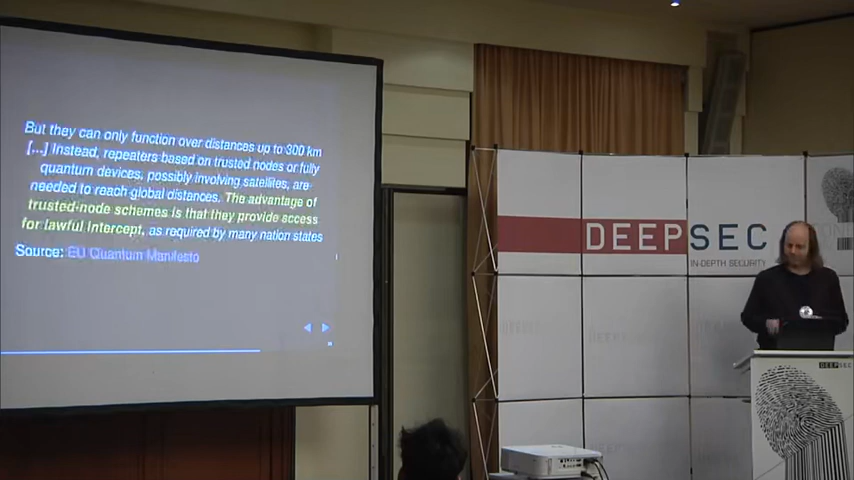 But they can only function over distances up to 300 km
[...] Instead, repeaters based on trusted nodes or fully
quantum devices, possibly involving satellites, are
needed to reach global distances. The advantage of
trusted-node schemes is that they provide access
for lawful intercept, as required by many nation states
Source: EU Quantum Manifesto
DEEPSEC
IN-DEPTH SECURITY
DEEPSEC